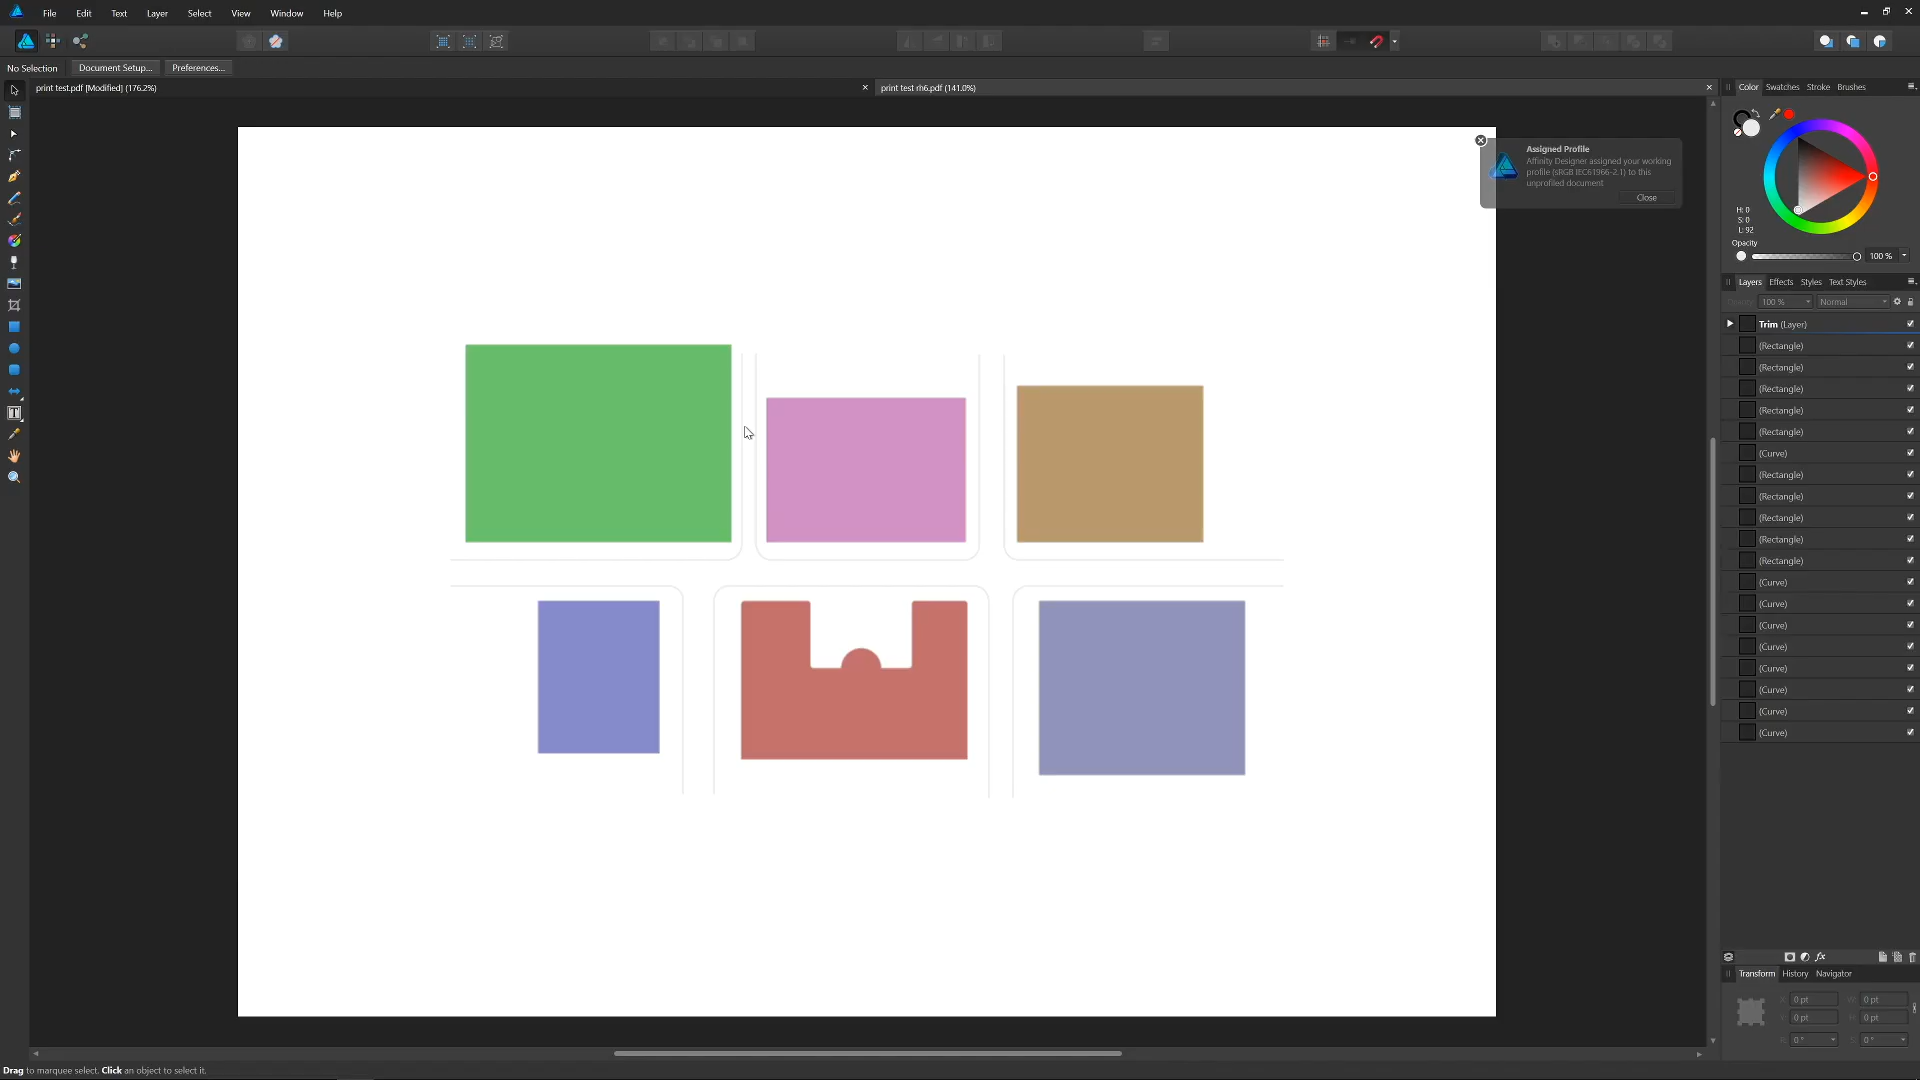 File Edit Text Layer Select View Window Help
No Selection Document Setup... Preferences...
print test.pdf [Modified] (176.2%)
print test rh6.pdf (141.0%)
Assigned Profile
Affinity Designer assigned your working
profile (sRGB IEC61966-2.1) to this
unprofiled document
Close
Color Swatches Stroke Brushes
H: 0
S: 0
L: 92
Opacity
100 %
Layers Effects Styles Text Styles
Opacity: 100 % Normal
Trim (Layer)
(Rectangle)
(Rectangle)
(Rectangle)
(Rectangle)
(Rectangle)
(Curve)
(Rectangle)
(Rectangle)
(Rectangle)
(Rectangle)
(Rectangle)
(Curve)
(Curve)
(Curve)
(Curve)
(Curve)
(Curve)
(Curve)
(Curve)
fx
Transform History Navigator
X: 0 pt W: 0 pt
Y: 0 pt H: 0 pt
R: 0 ° S: 0 °
Drag to marquee select. Click an object to select it.